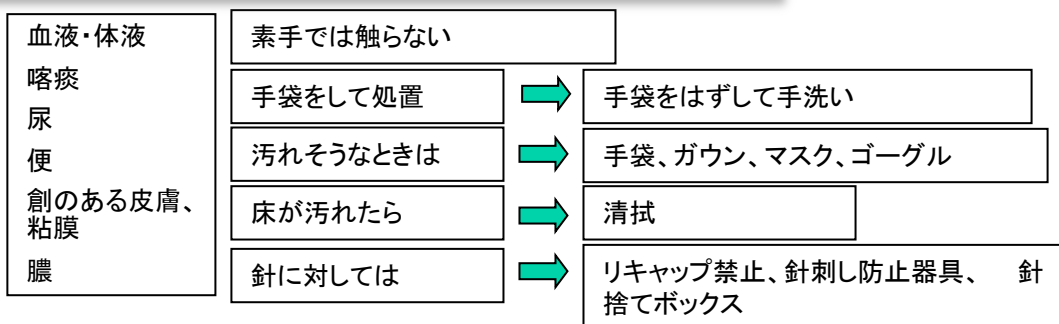 血液・体液
喀痰
尿
便
創のある皮膚、
粘膜
膿
素手では触らない
手袋をして処置
手袋をはずして手洗い
汚れそうなときは
手袋、ガウン、マスク、ゴーグル
床が汚れたら
清拭
針に対しては
リキャップ禁止、針刺し防止器具、　針
捨てボックス